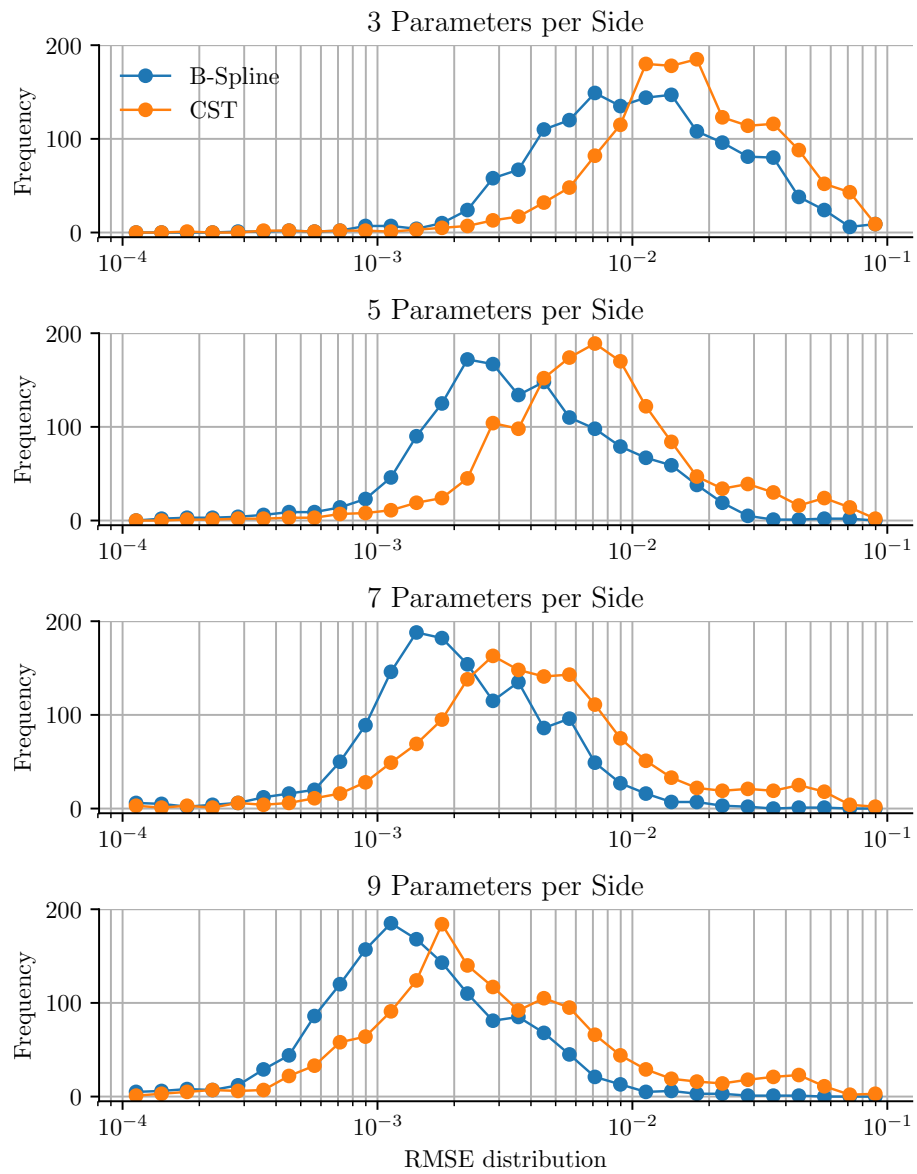 3 Parameters per Side
200
100
0
Frequency
B-Spline
CST
10⁻⁴
10⁻³
10⁻²
10⁻¹
5 Parameters per Side
200
100
0
Frequency
10⁻⁴
10⁻³
10⁻²
10⁻¹
7 Parameters per Side
200
100
0
Frequency
10⁻⁴
10⁻³
10⁻²
10⁻¹
9 Parameters per Side
200
100
0
Frequency
10⁻⁴
10⁻³
10⁻²
10⁻¹
RMSE distribution